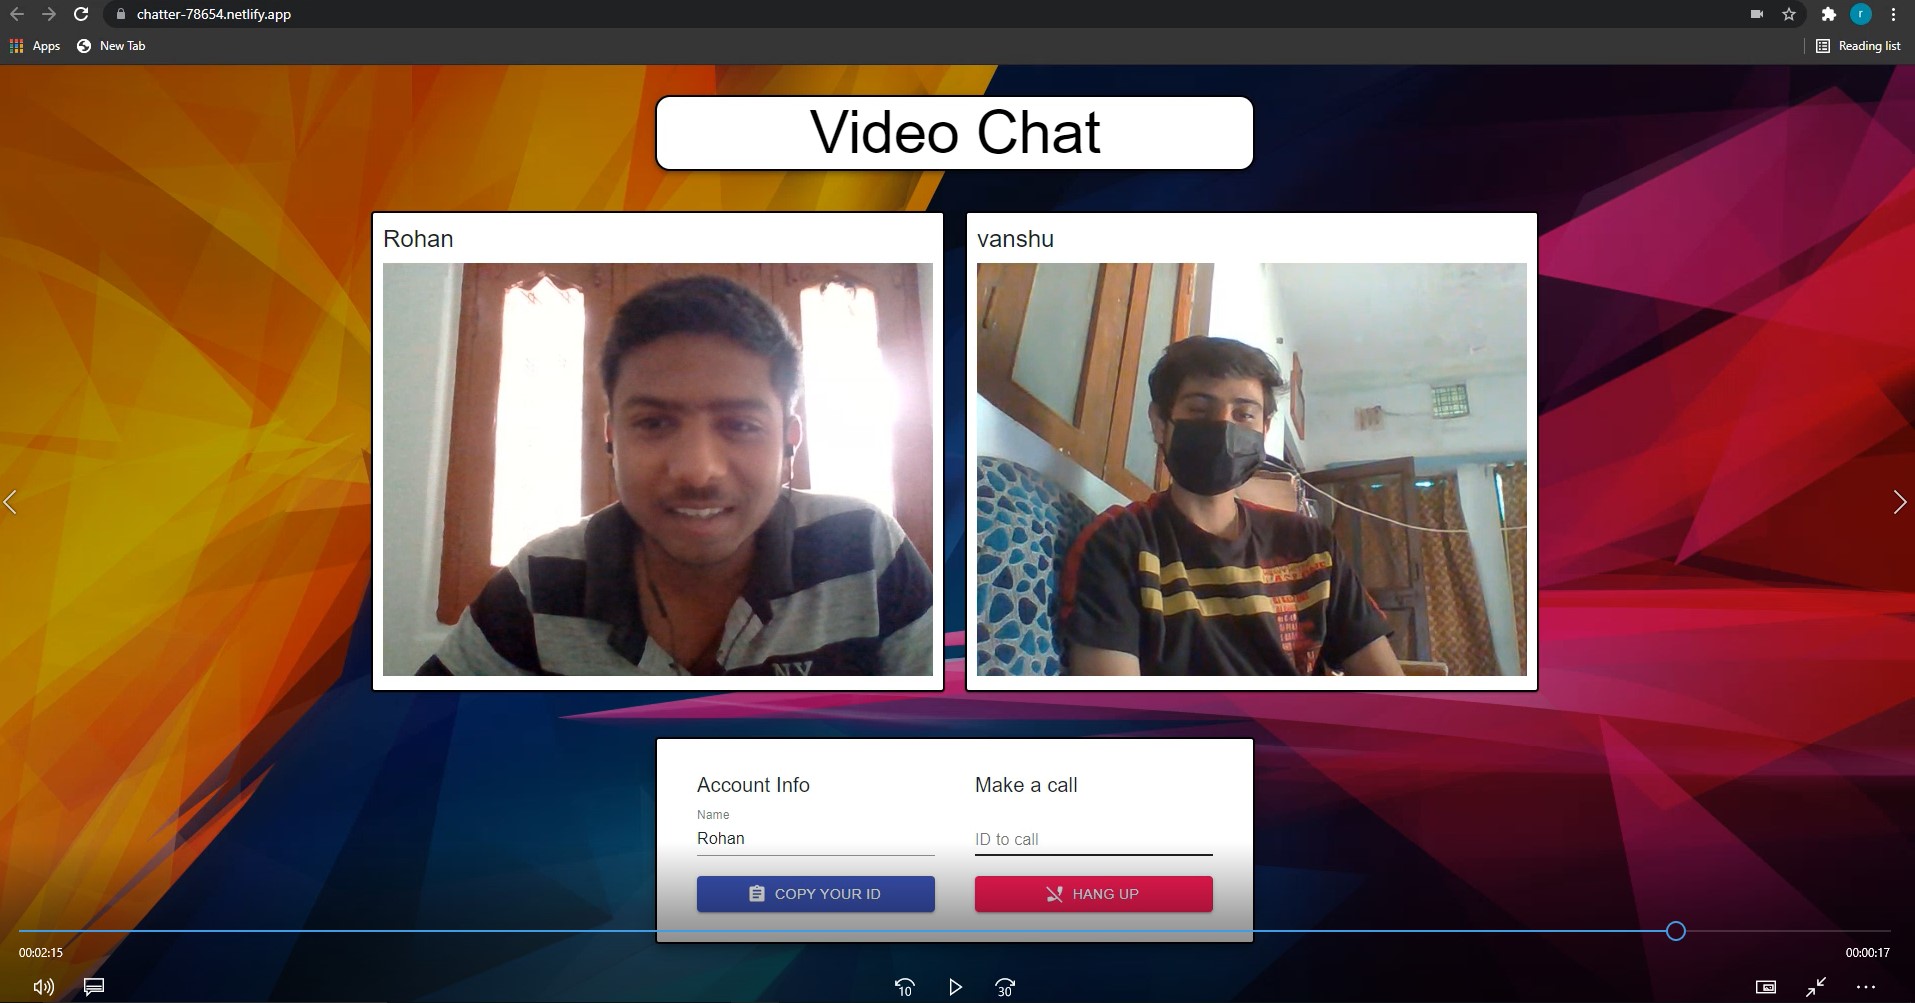 chatter-78654.netlify.app
r
Apps
New Tab
Reading list
Video Chat
Rohan
vanshu
NY
Account Info
Make a call
Name
Rohan
ID to call
COPY YOUR ID
HANG UP
00:02:15
00:00:17
10
30